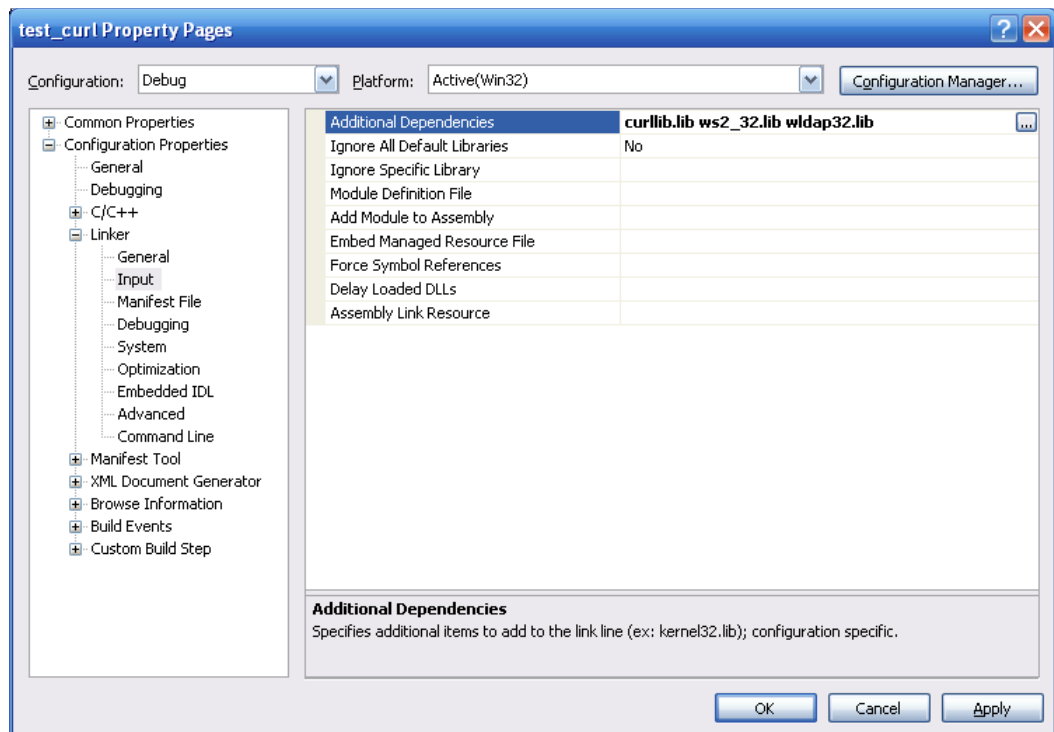 test_curl Property Pages
Configuration: Debug Platform: Active(Win32) Configuration Manager...
Common Properties
Configuration Properties
General
Debugging
C/C++
Linker
General
Input
Manifest File
Debugging
System
Optimization
Embedded IDL
Advanced
Command Line
Manifest Tool
XML Document Generator
Browse Information
Build Events
Custom Build Step
Additional Dependencies curllib.lib ws2_32.lib wldap32.lib ...
Ignore All Default Libraries No
Ignore Specific Library
Module Definition File
Add Module to Assembly
Embed Managed Resource File
Force Symbol References
Delay Loaded DLLs
Assembly Link Resource
Additional Dependencies
Specifies additional items to add to the link line (ex: kernel32.lib); configuration specific.
OK Cancel Apply